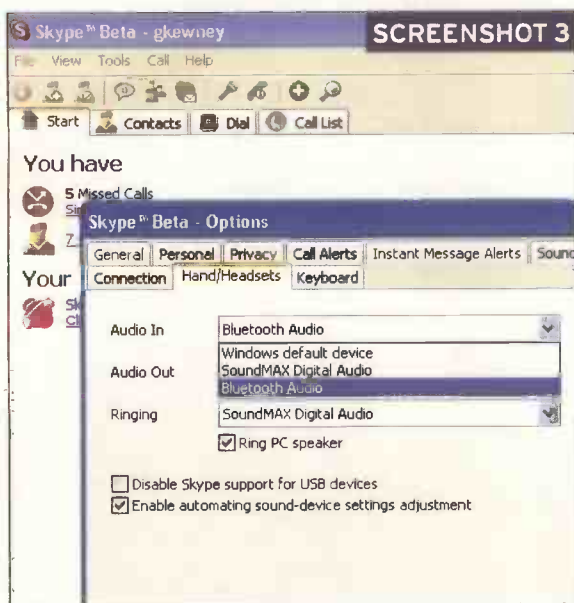 Skype™ Beta - gkewney
SCREENSHOT 3
File View Tools Call Help
Start Contacts Dial Call List
You have
5 Missed Calls
7
Skype™ Beta - Options
General Personal Privacy Call Alerts Instant Message Alerts Sound
Your
Connection Hand/Headsets Keyboard
Audio In Bluetooth Audio
Windows default device
Audio Out SoundMAX Digital Audio
Bluetooth Audio
Ringing SoundMAX Digital Audio
Ring PC speaker
Disable Skype support for USB devices
Enable automating sound-device settings adjustment